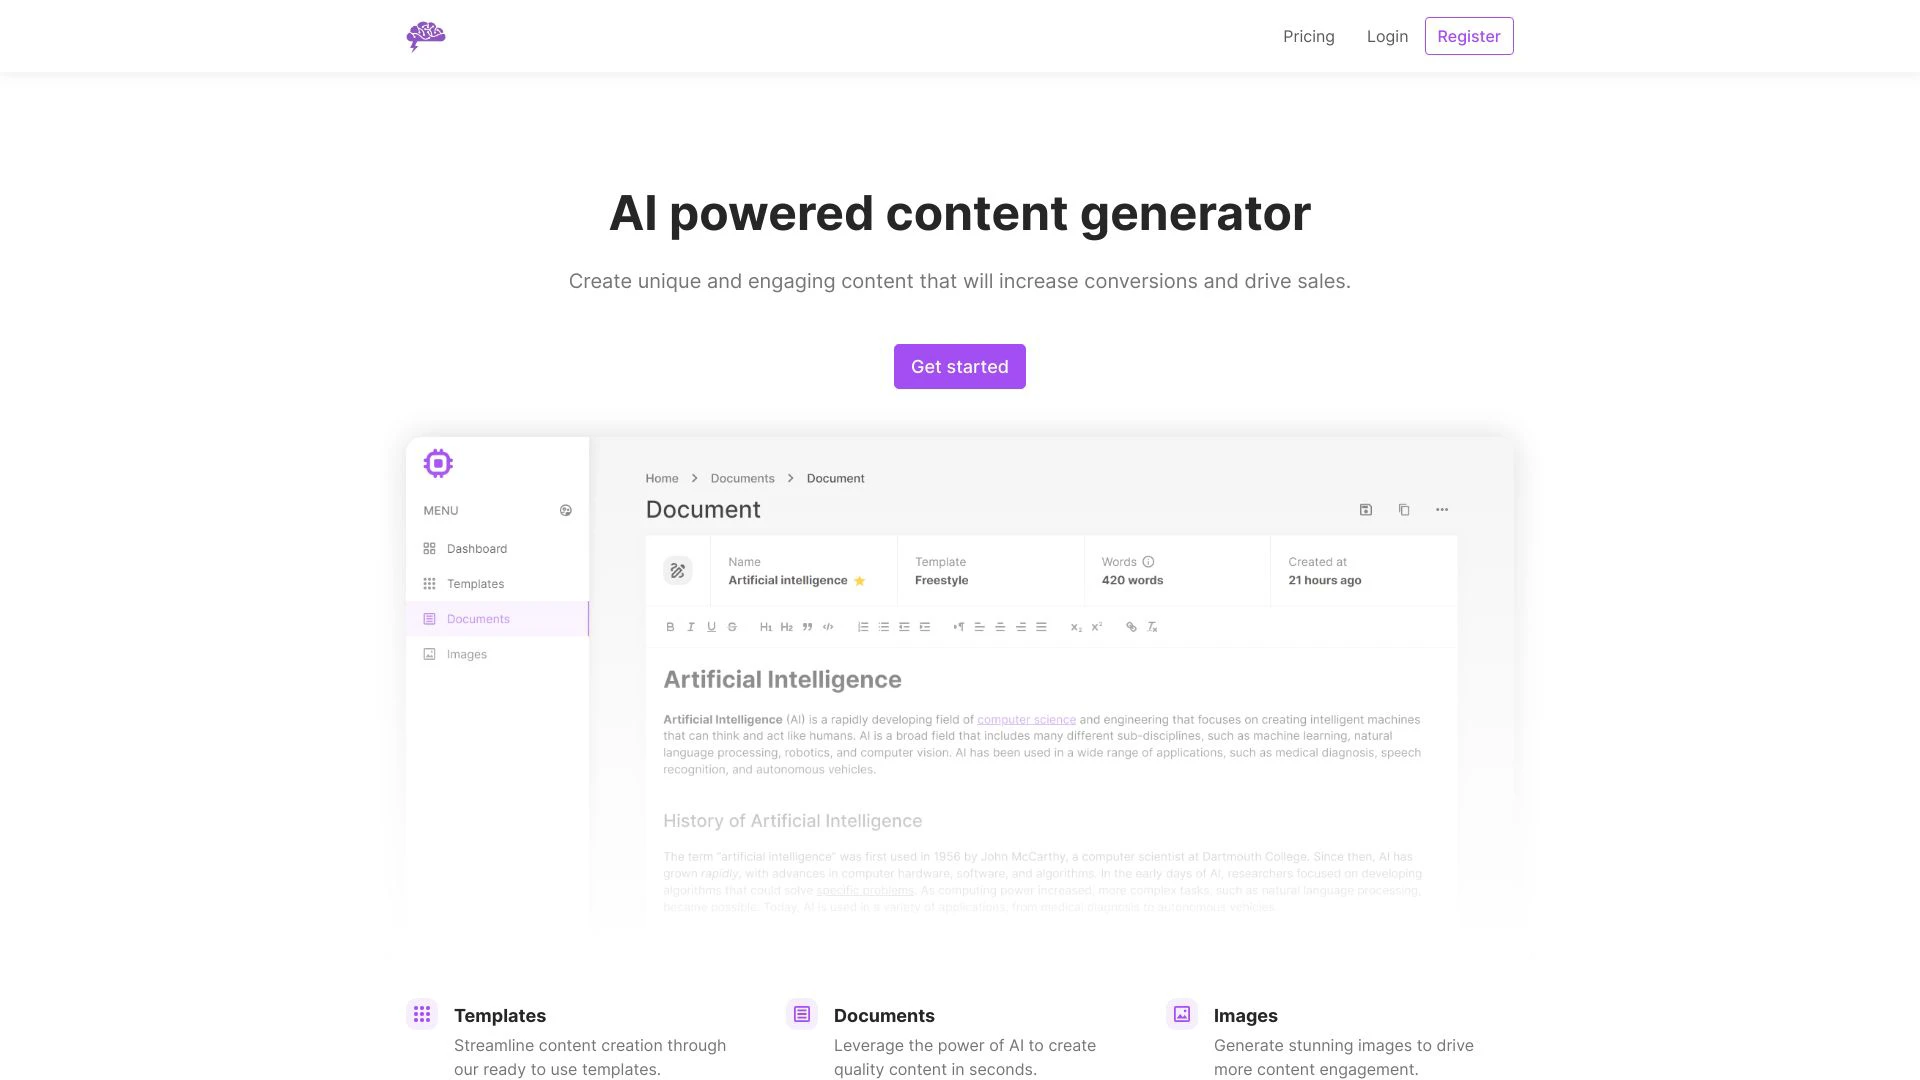 Pricing
Login
Register
AI powered content generator
Create unique and engaging content that will increase conversions and drive sales.
Get started
MENU
Dashboard
Templates
Documents
Images
Home > Documents > Document
Document
Name
Artificial intelligence
Template
Freestyle
Words
420 words
Created at
21 hours ago
B I U S H1 H2 ” </> x₂ x²
Artificial Intelligence
Artificial Intelligence (AI) is a rapidly developing field of computer science and engineering that focuses on creating intelligent machines
that can think and act like humans. AI is a broad field that includes many different sub-disciplines, such as machine learning, natural
language processing, robotics, and computer vision. AI has been used in a wide range of applications, such as medical diagnosis, speech
recognition, and autonomous vehicles.
History of Artificial Intelligence
The term "artificial intelligence" was first used in 1956 by John McCarthy, a computer scientist at Dartmouth College. Since then, AI has
grown rapidly, with advances in computer hardware, software, and algorithms. In the early days of AI, researchers focused on developing
algorithms that could solve specific problems. As computing power increased, more complex tasks, such as natural language processing,
became possible. Today, AI is used in a variety of applications, from medical diagnosis to autonomous vehicles.
Templates
Streamline content creation through
our ready to use templates.
Documents
Leverage the power of AI to create
quality content in seconds.
Images
Generate stunning images to drive
more content engagement.